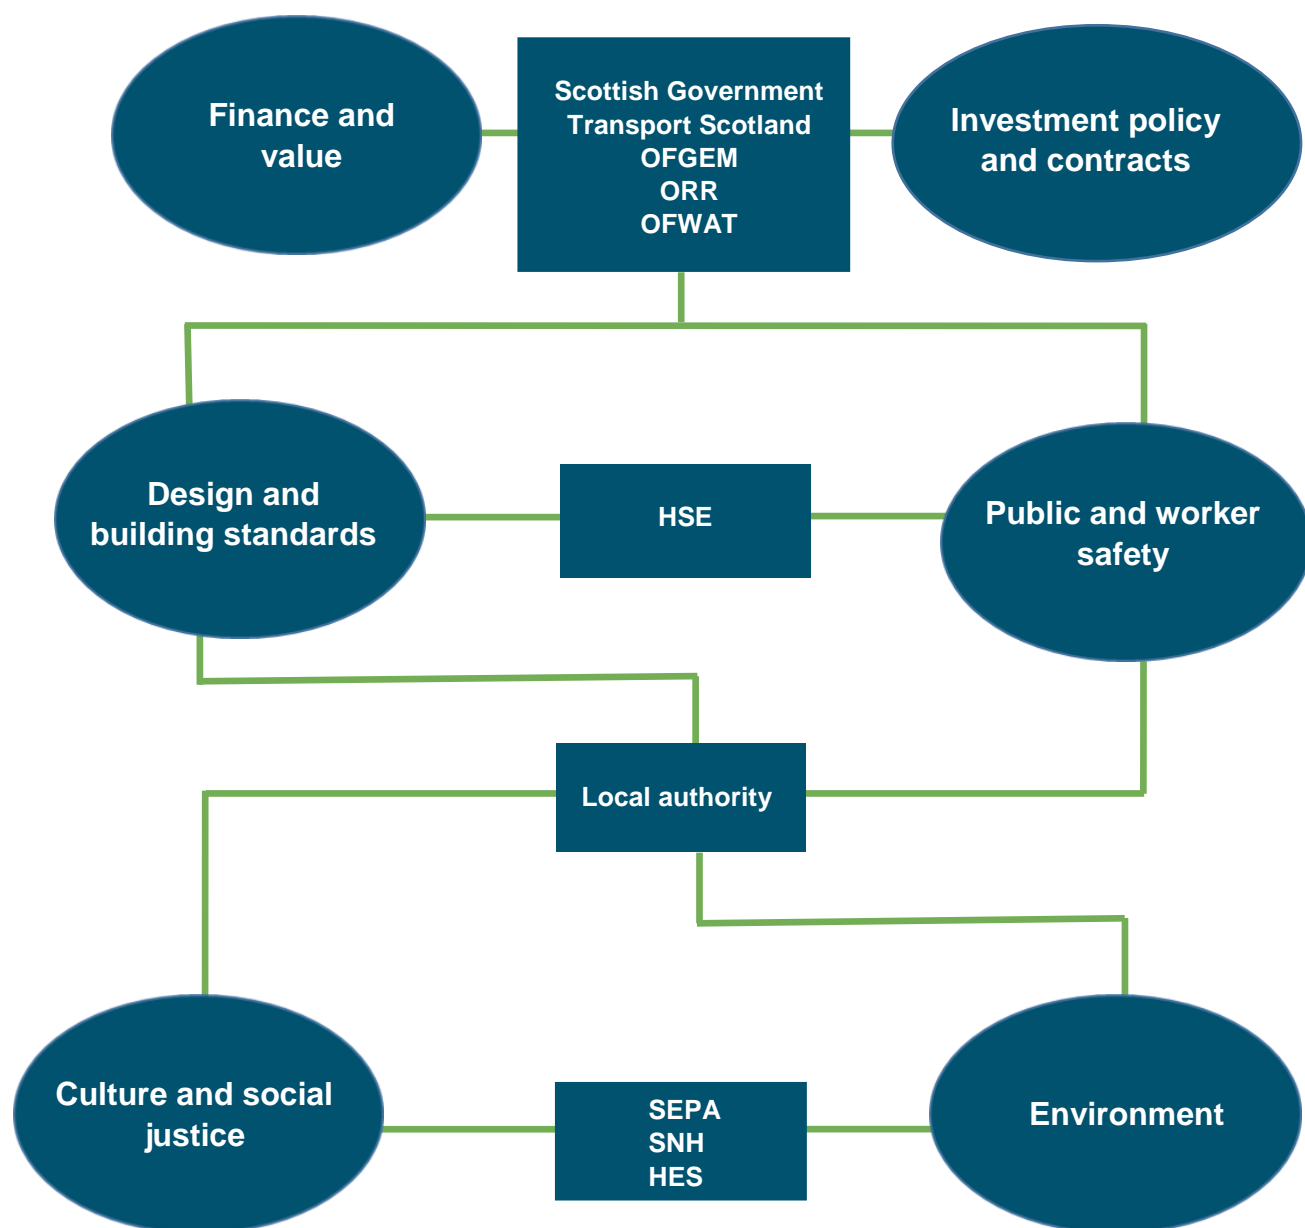 Finance and
value
Scottish Government
Transport Scotland
OFGEM
ORR
OFWAT
Investment policy
and contracts
Design and
building standards
HSE
Public and worker
safety
Local authority
Culture and social
justice
SEPA
SNH
HES
Environment